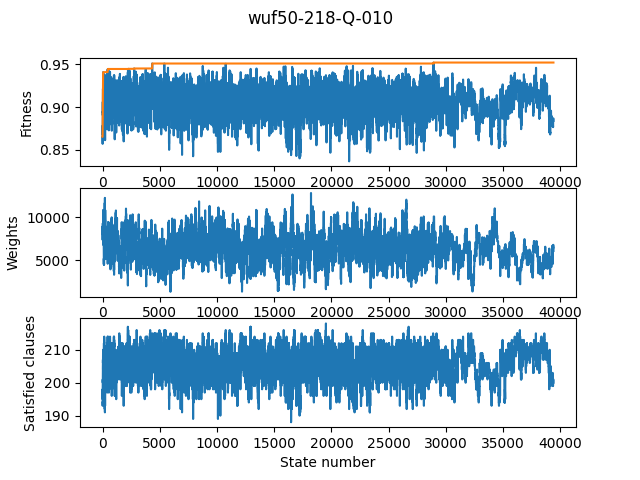 wuf50-218-Q-010
Fitness
0.95
0.90
0.85
0 5000 10000 15000 20000 25000 30000 35000 40000
Weights
10000
5000
0 5000 10000 15000 20000 25000 30000 35000 40000
Satisfied clauses
210
200
190
0 5000 10000 15000 20000 25000 30000 35000 40000
State number